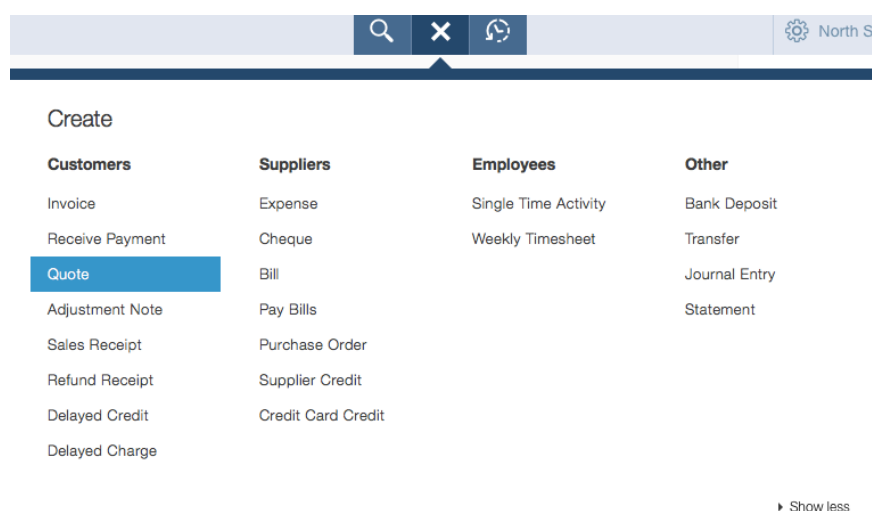 North S
Create
Customers
Invoice
Receive Payment
Quote
Adjustment Note
Sales Receipt
Refund Receipt
Delayed Credit
Delayed Charge
Suppliers
Expense
Cheque
Bill
Pay Bills
Purchase Order
Supplier Credit
Credit Card Credit
Employees
Single Time Activity
Weekly Timesheet
Other
Bank Deposit
Transfer
Journal Entry
Statement
Show less